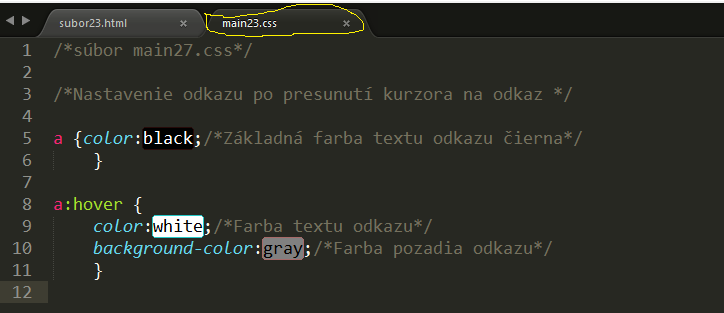 subor23.html × main23.css ×
1 /*súbor main27.css*/
2
3 /*Nastavenie odkazu po presunutí kurzora na odkaz */
4
5 a {color:black;/*Základná farba textu odkazu čierna*/
6 }
7
8 a:hover {
9 color:white;/*Farba textu odkazu*/
10 background-color:gray;/*Farba pozadia odkazu*/
11 }
12